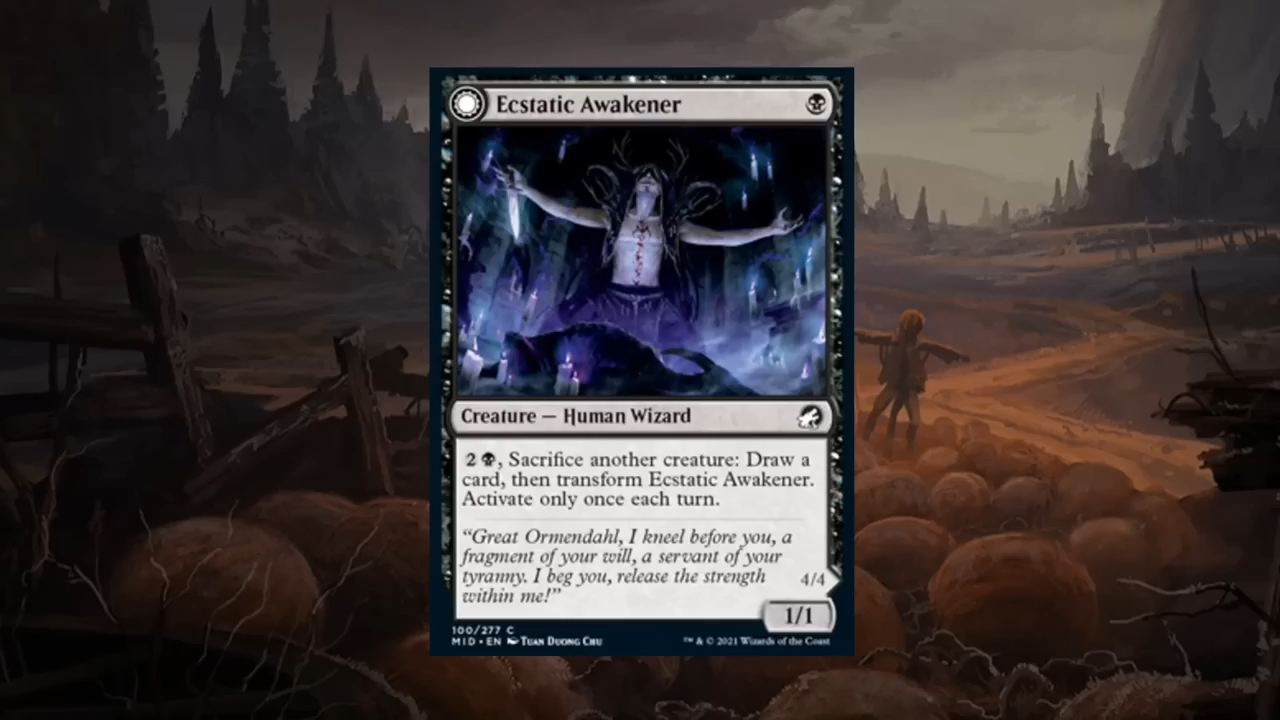 Ecstatic Awakener
Creature — Human Wizard
2, Sacrifice another creature: Draw a
card, then transform Ecstatic Awakener.
Activate only once each turn.
“Great Ormendahl, I kneel before you, a
fragment of your will, a servant of your
tyranny. I beg you, release the strength
within me!”
4/4
1/1
100/277 C
MID • EN Tuan Duong Chu
™ & © 2021 Wizards of the Coast